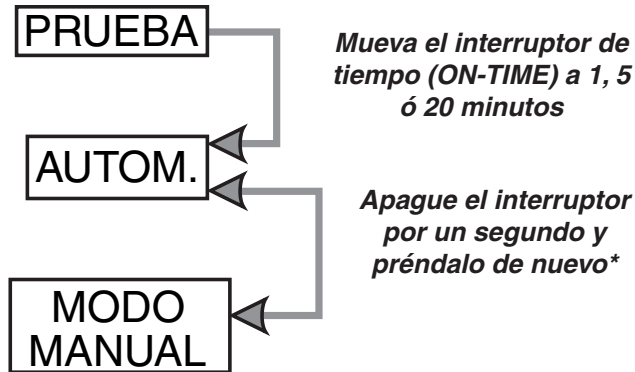 PRUEBA
Mueva el interruptor de
tiempo (ON-TIME) a 1, 5
ó 20 minutos
AUTOM.
Apague el interruptor
por un segundo y
préndalo de nuevo*
MODO
MANUAL